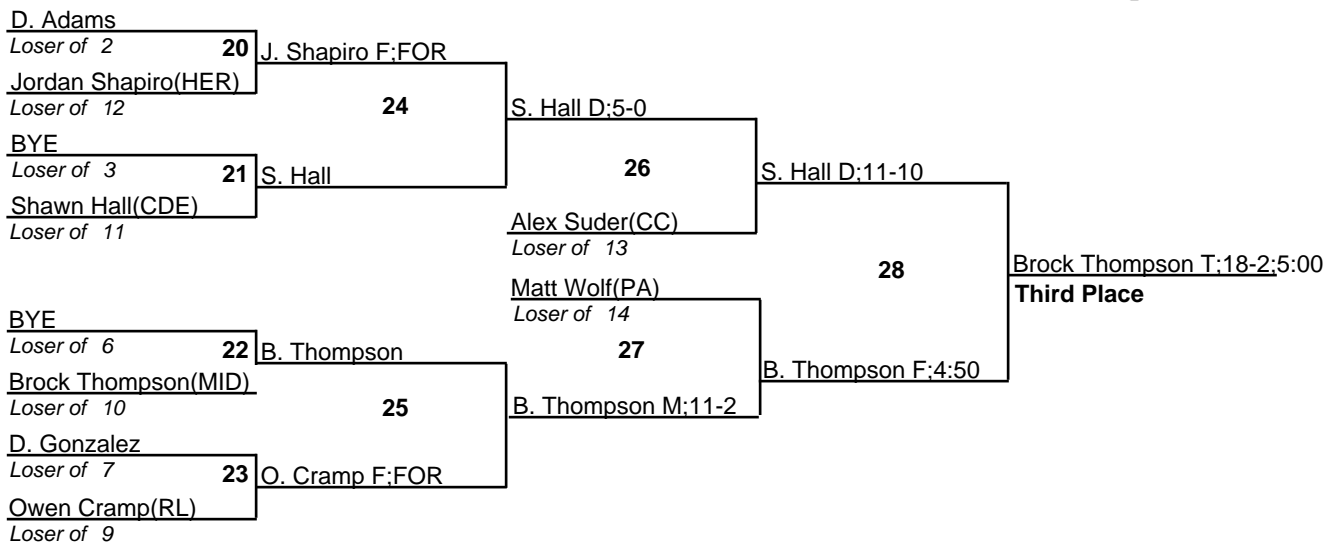 D. Adams
Loser of 2
20
J. Shapiro F;FOR
Jordan Shapiro(HER)
Loser of 12
24
S. Hall D;5-0
BYE
Loser of 3
21
S. Hall
26
S. Hall D;11-10
Shawn Hall(CDE)
Loser of 11
Alex Suder(CC)
Loser of 13
28
Brock Thompson T;18-2;5:00
Third Place
Matt Wolf(PA)
Loser of 14
BYE
Loser of 6
22
B. Thompson
27
B. Thompson F;4:50
Brock Thompson(MID)
Loser of 10
25
B. Thompson M;11-2
D. Gonzalez
Loser of 7
23
O. Cramp F;FOR
Owen Cramp(RL)
Loser of 9